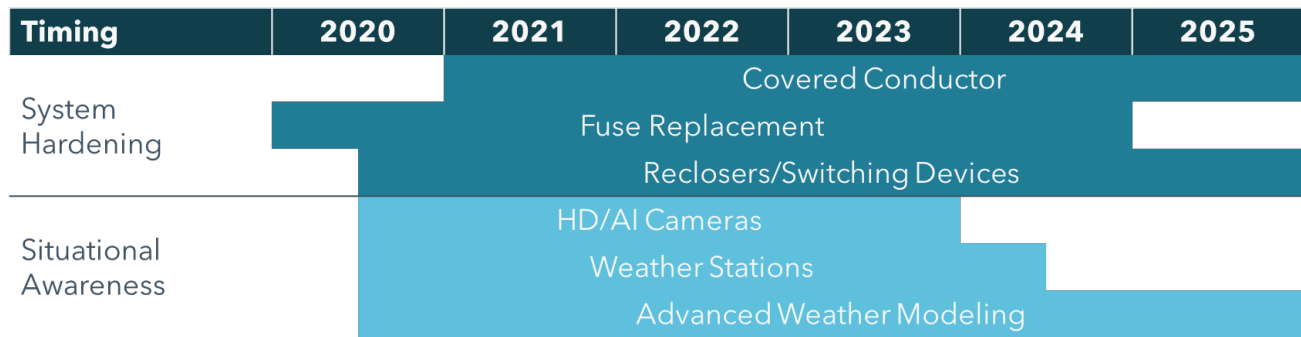 Timing 2020 2021 2022 2023 2024 2025
System
Hardening
Covered Conductor
Fuse Replacement
Reclosers/Switching Devices
Situational
Awareness
HD/AI Cameras
Weather Stations
Advanced Weather Modeling